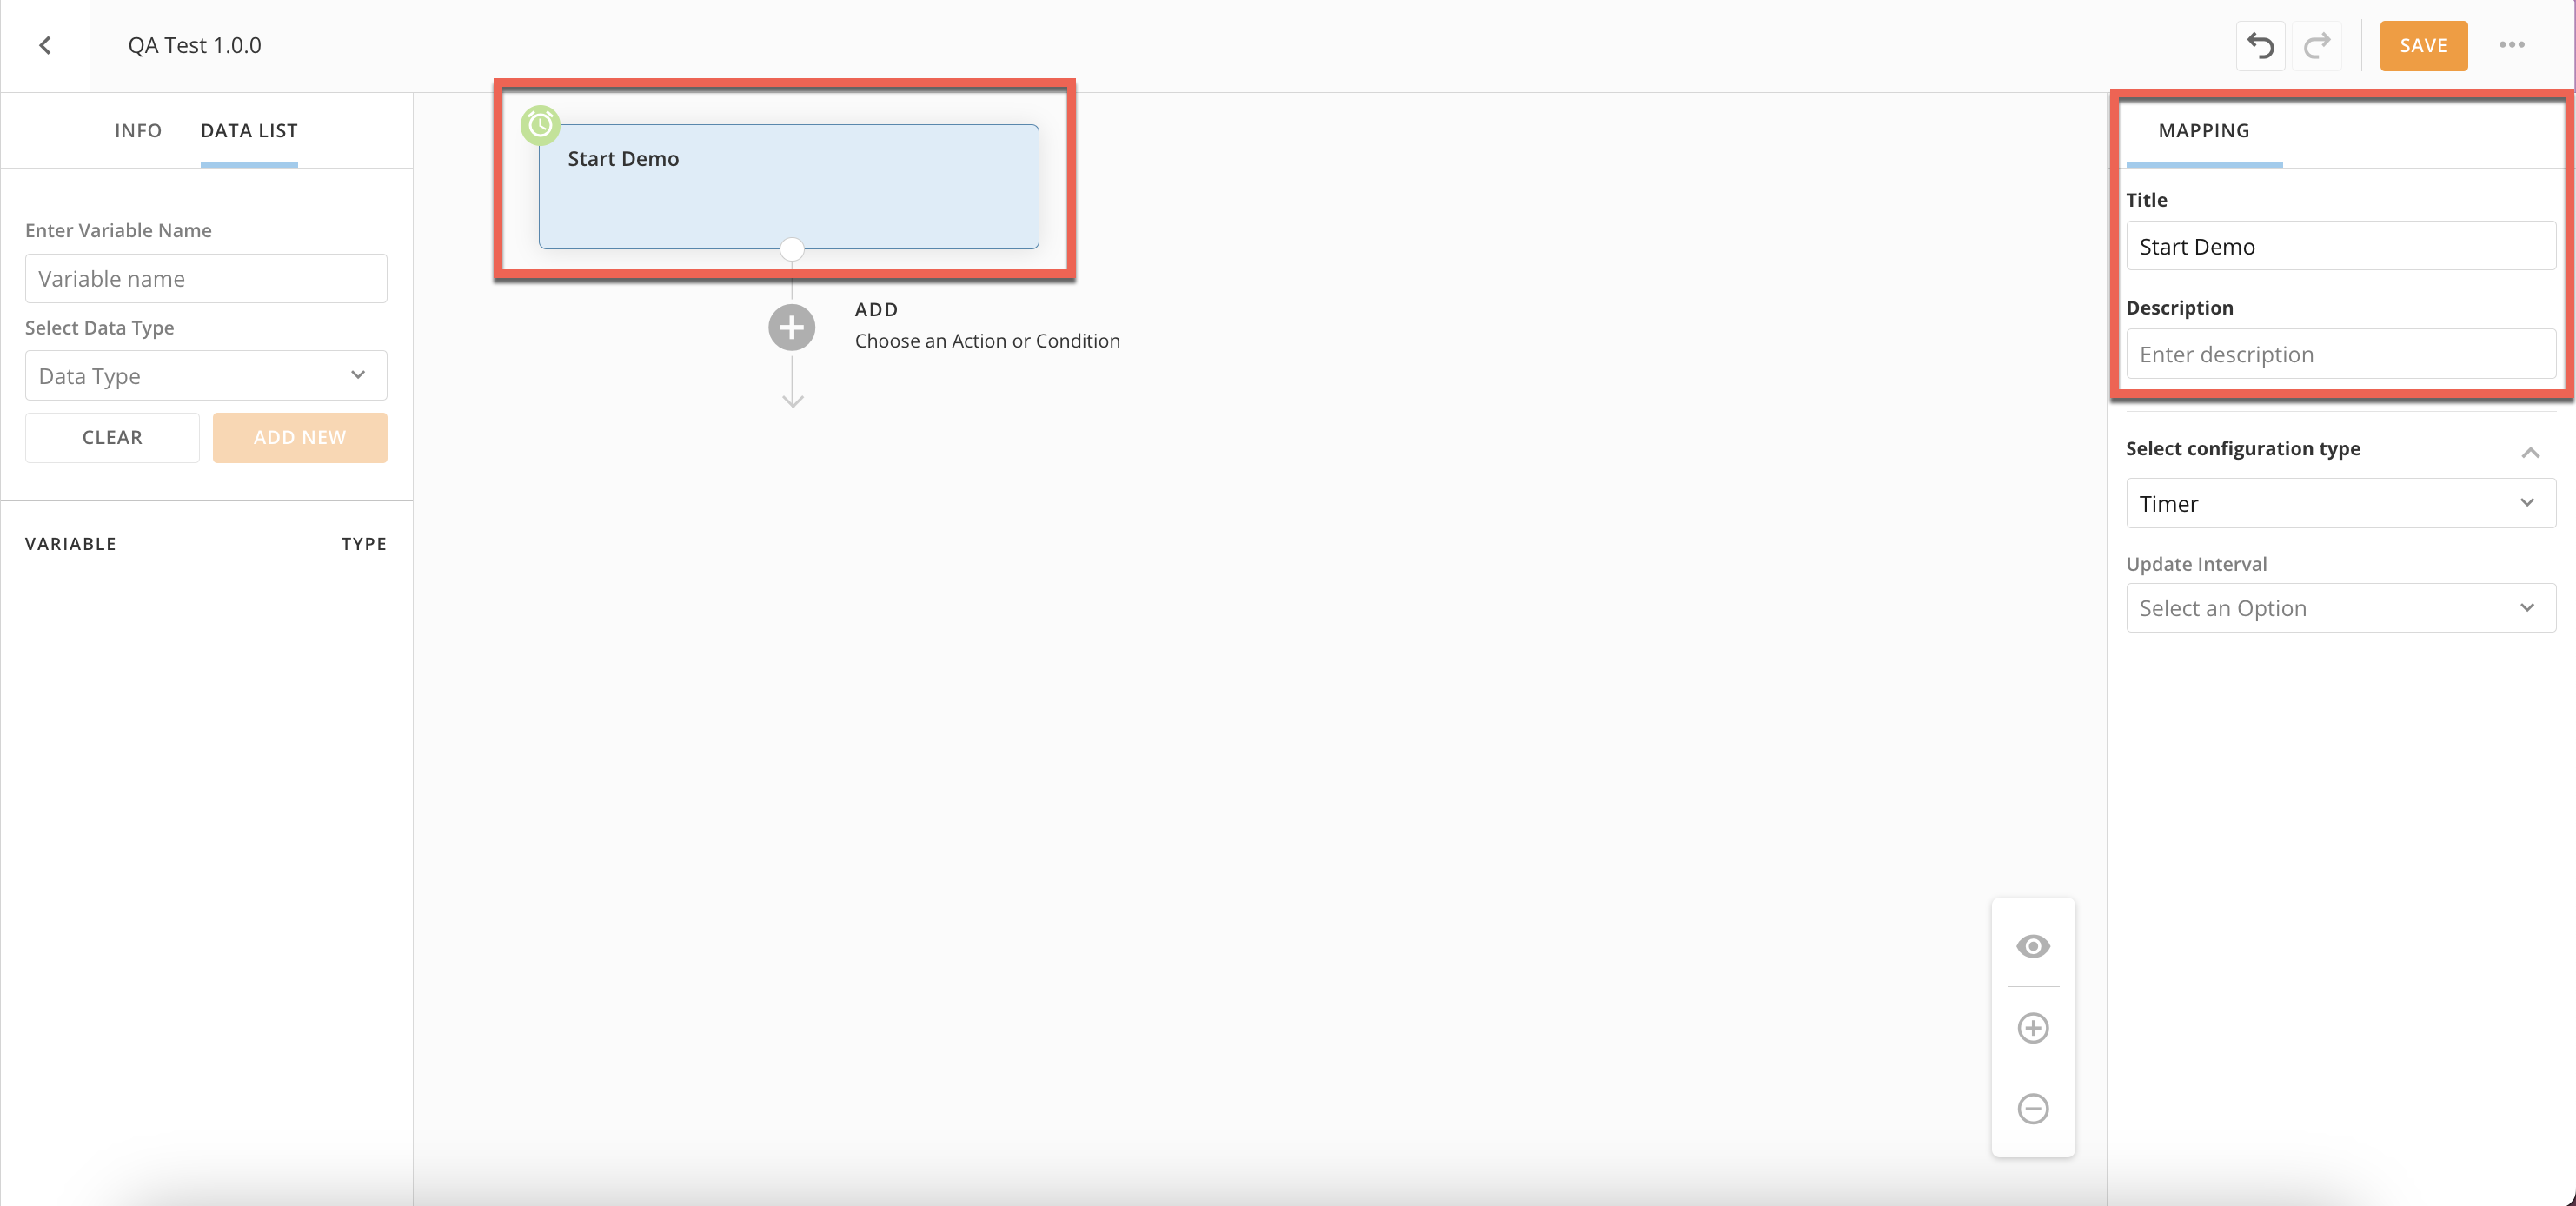 QA Test 1.0.0
SAVE
INFO
DATA LIST
Enter Variable Name
Variable name
Select Data Type
Data Type
CLEAR
ADD NEW
VARIABLE
TYPE
Start Demo
ADD
Choose an Action or Condition
MAPPING
Title
Start Demo
Description
Enter description
Select configuration type
Timer
Update Interval
Select an Option